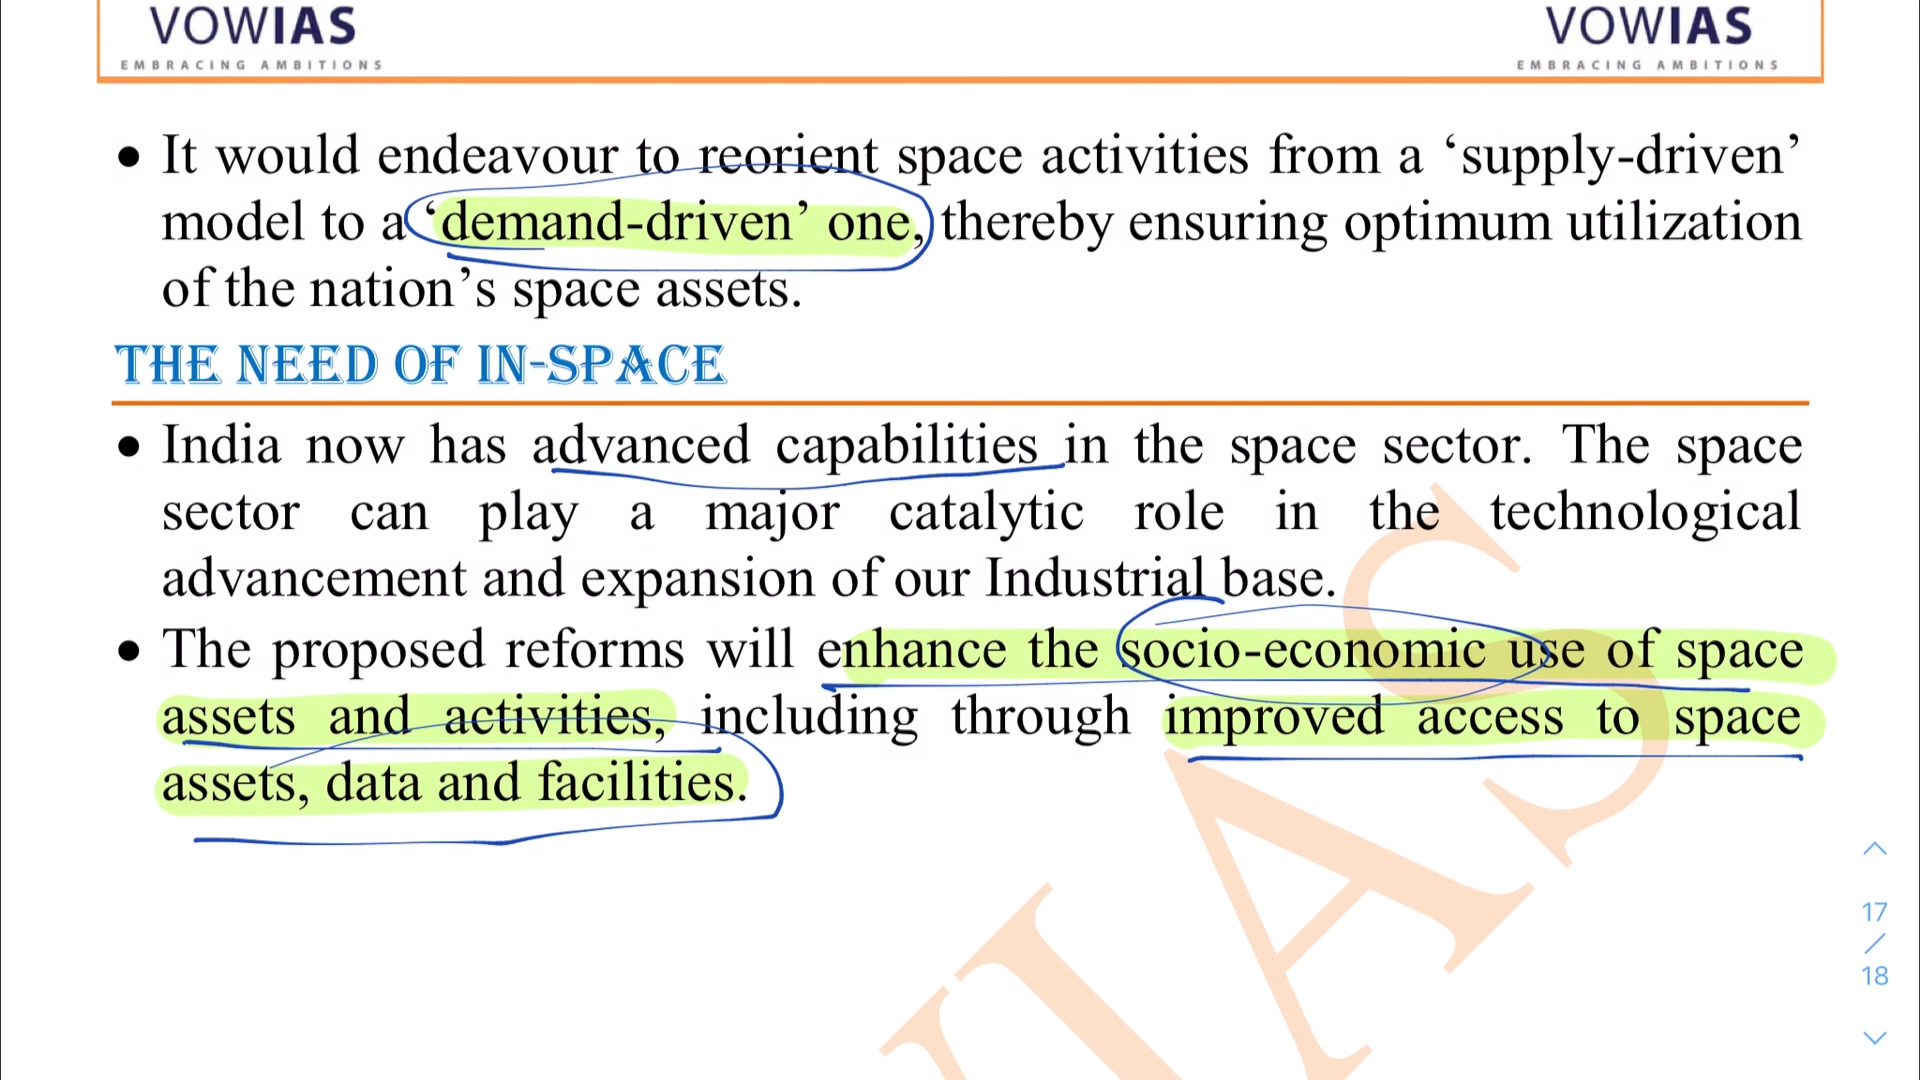 VOWIAS VOWIAS
EMBRACING AMBITIONS EMBRACING AMBITIONS
• It would endeavour to reorient space activities from a ‘supply-driven’
model to a ‘demand-driven’ one, thereby ensuring optimum utilization
of the nation’s space assets.
THE NEED OF IN-SPACE
• India now has advanced capabilities in the space sector. The space
sector can play a major catalytic role in the technological
advancement and expansion of our Industrial base.
• The proposed reforms will enhance the socio-economic use of space
assets and activities, including through improved access to space
assets, data and facilities.
17
/
18
IAS